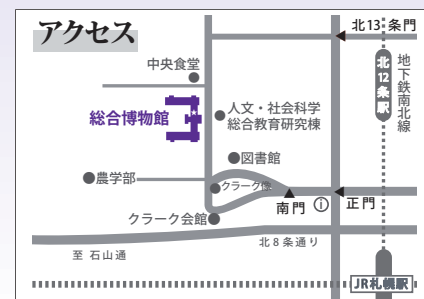 アクセス
北13条門
中央食堂
北12条駅
地下鉄南北線
総合博物館
人文・社会科学
総合教育研究棟
図書館
農学部
クラーク像
南門
ⓘ
正門
クラーク会館
北8条通り
至 石山通
JR札幌駅